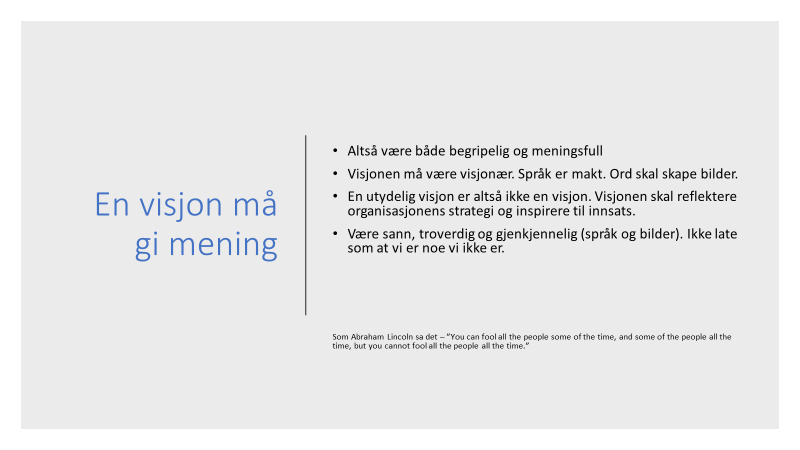 En visjon må
gi mening
• Altså være både begripelig og meningsfull
• Visjonen må være visjonær. Språk er makt. Ord skal skape bilder.
• En utydelig visjon er altså ikke en visjon. Visjonen skal reflektere
organisasjonens strategi og inspirere til innsats.
• Være sann, troverdig og gjenkjennelig (språk og bilder). Ikke late
som at vi er noe vi ikke er.
Som Abraham Lincoln sa det – "You can fool all the people some of the time, and some of the people all the
time, but you cannot fool all the people all the time."